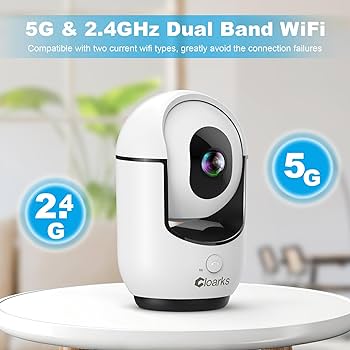 5G & 2.4GHz Dual Band WiFi
Compatible with two current wifi types, greatly avoid the connection failures
5G
2.4
G
Cloarks